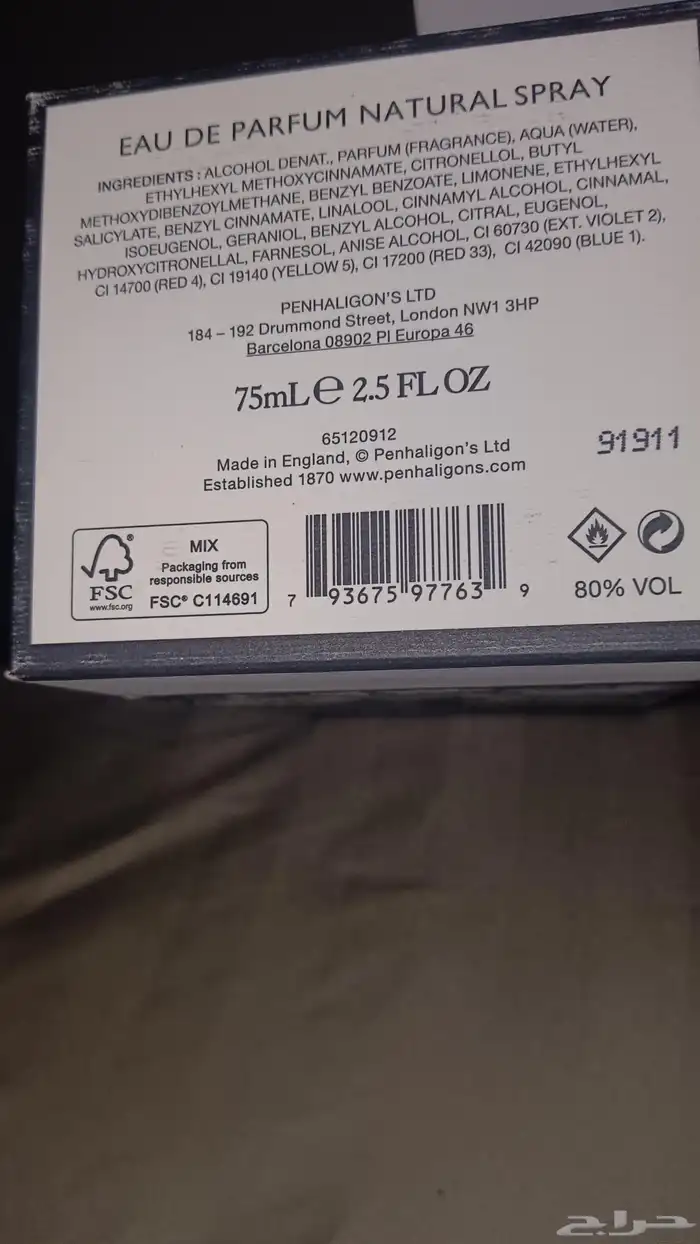 EAU DE PARFUM NATURAL SPRAY
INGREDIENTS : ALCOHOL DENAT., PARFUM (FRAGRANCE), AQUA (WATER),
ETHYLHEXYL METHOXYCINNAMATE, CITRONELLOL, BUTYL
METHOXYDIBENZOYLMETHANE, BENZYL BENZOATE, LIMONENE, ETHYLHEXYL
SALICYLATE, BENZYL CINNAMATE, LINALOOL, CINNAMYL ALCOHOL, CINNAMAL,
ISOEUGENOL, GERANIOL, BENZYL ALCOHOL, CITRAL, EUGENOL,
HYDROXYCITRONELLAL, FARNESOL, ANISE ALCOHOL, CI 60730 (EXT. VIOLET 2),
CI 14700 (RED 4), CI 19140 (YELLOW 5), CI 17200 (RED 33), CI 42090 (BLUE 1).
PENHALIGON'S LTD
184 – 192 Drummond Street, London NW1 3HP
Barcelona 08902 Pl Europa 46
75mL e 2.5 FL OZ
65120912
Made in England, © Penhaligon's Ltd
Established 1870 www.penhaligons.com
91911
FSC®
www.fsc.org
MIX
Packaging from
responsible sources
FSC® C114691
7 93675 97763 9
80% VOL
حراج